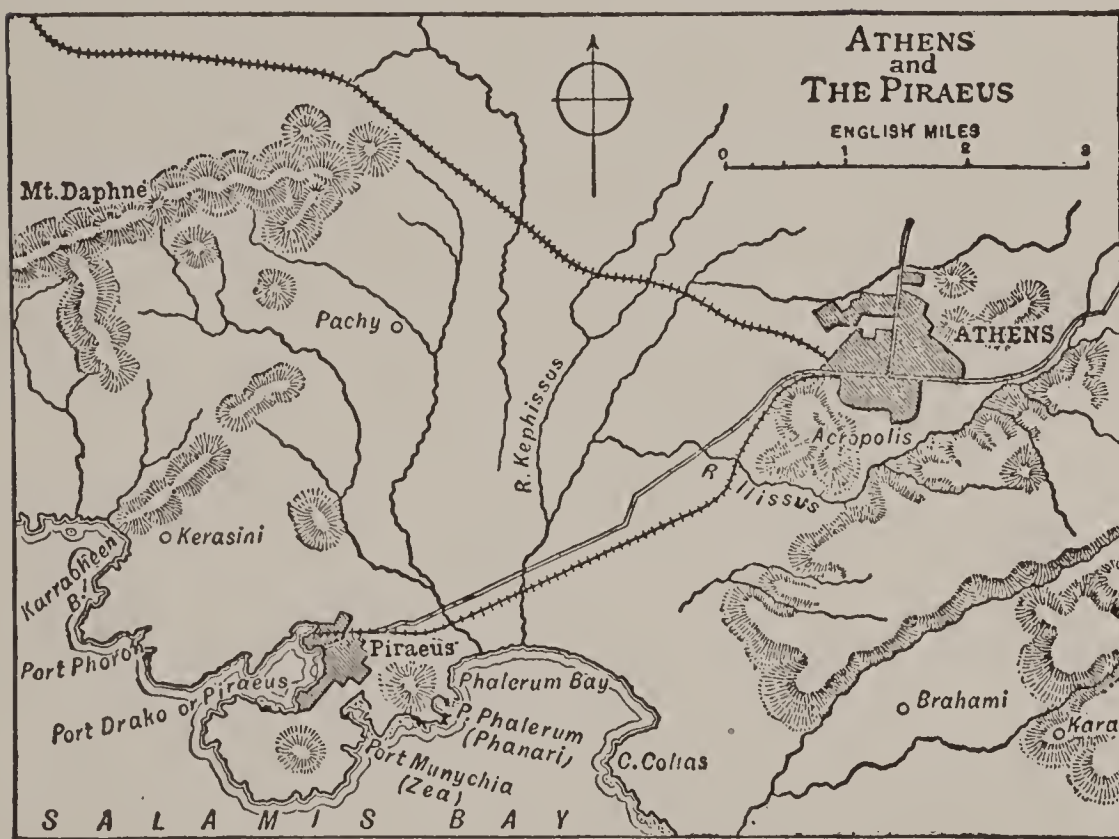 ATHENS
and
THE PIRAEUS
ENGLISH MILES
0 1 2 3
Mt. Daphne
Pachy
ATHENS
R. Kephissus
Acropolis
R. Ilissus
Kerasini
Karrabheen
B.
Port Phoron
Piraeus
Port Drako or Piraeus
Phalerum Bay
P. Phalerum
(Phanari)
Brahami
Kara
Port Munychia
(Zea)
C. Colias
SALAMIS BAY